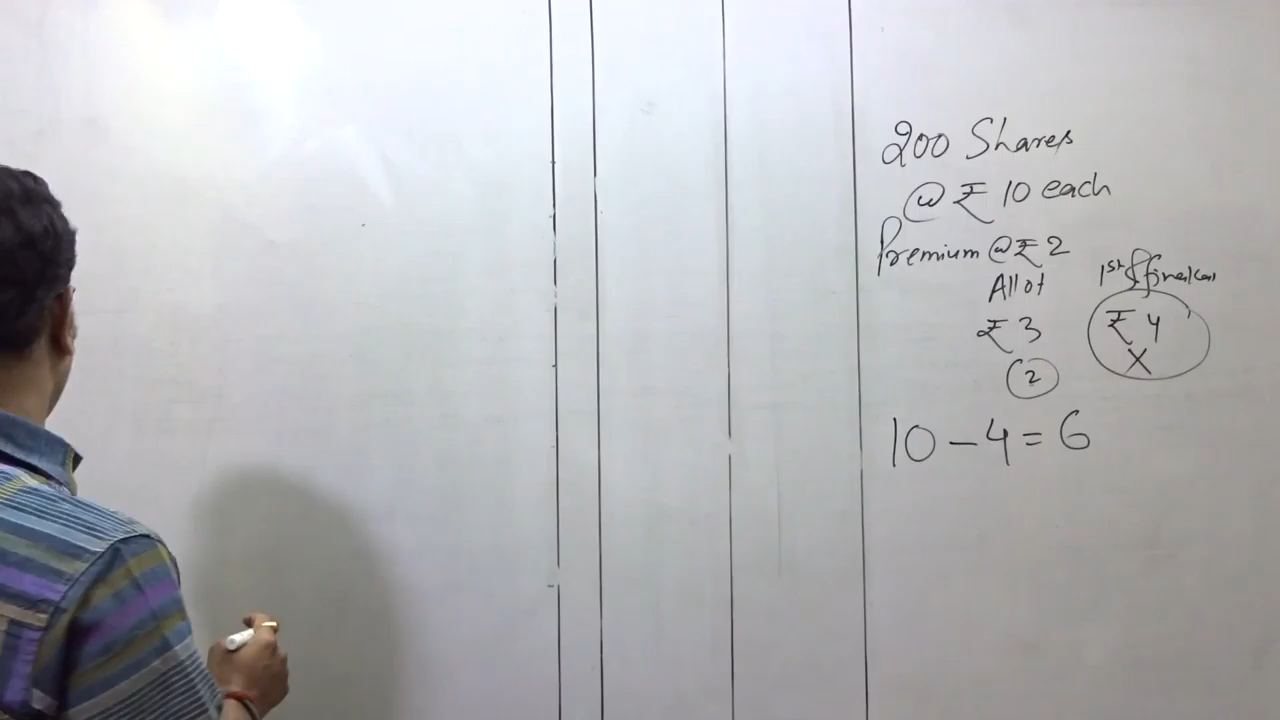 200 Shares
@ ₹ 10 each
Premium @ ₹ 2
Allot
1st & final call
₹ 3
₹ 4
X
2
10 - 4 = 6